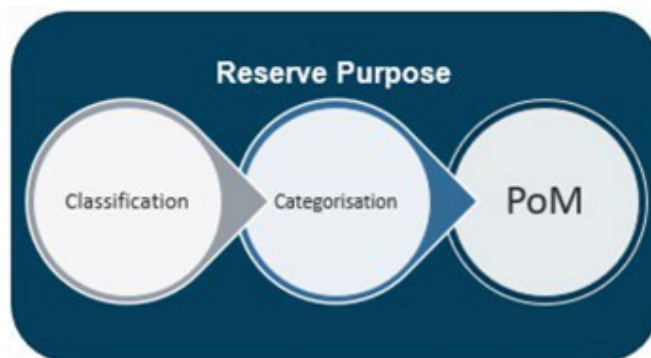 Reserve Purpose
Classification
Categorisation
PoM